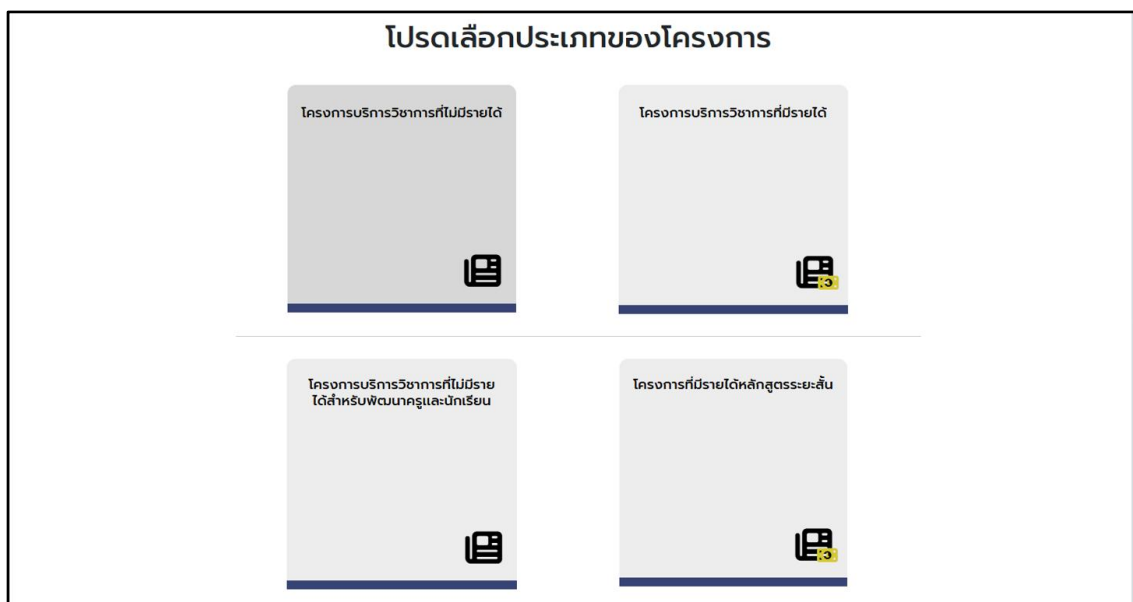 โปรดเลือกประเภทของโครงการ
โครงการบริการวิชาการที่ไม่มีรายได้
โครงการบริการวิชาการที่มีรายได้
โครงการบริการวิชาการที่ไม่มีราย
ได้สำหรับพัฒนาครูและนักเรียน
โครงการที่มีรายได้หลักสูตรระยะสั้น